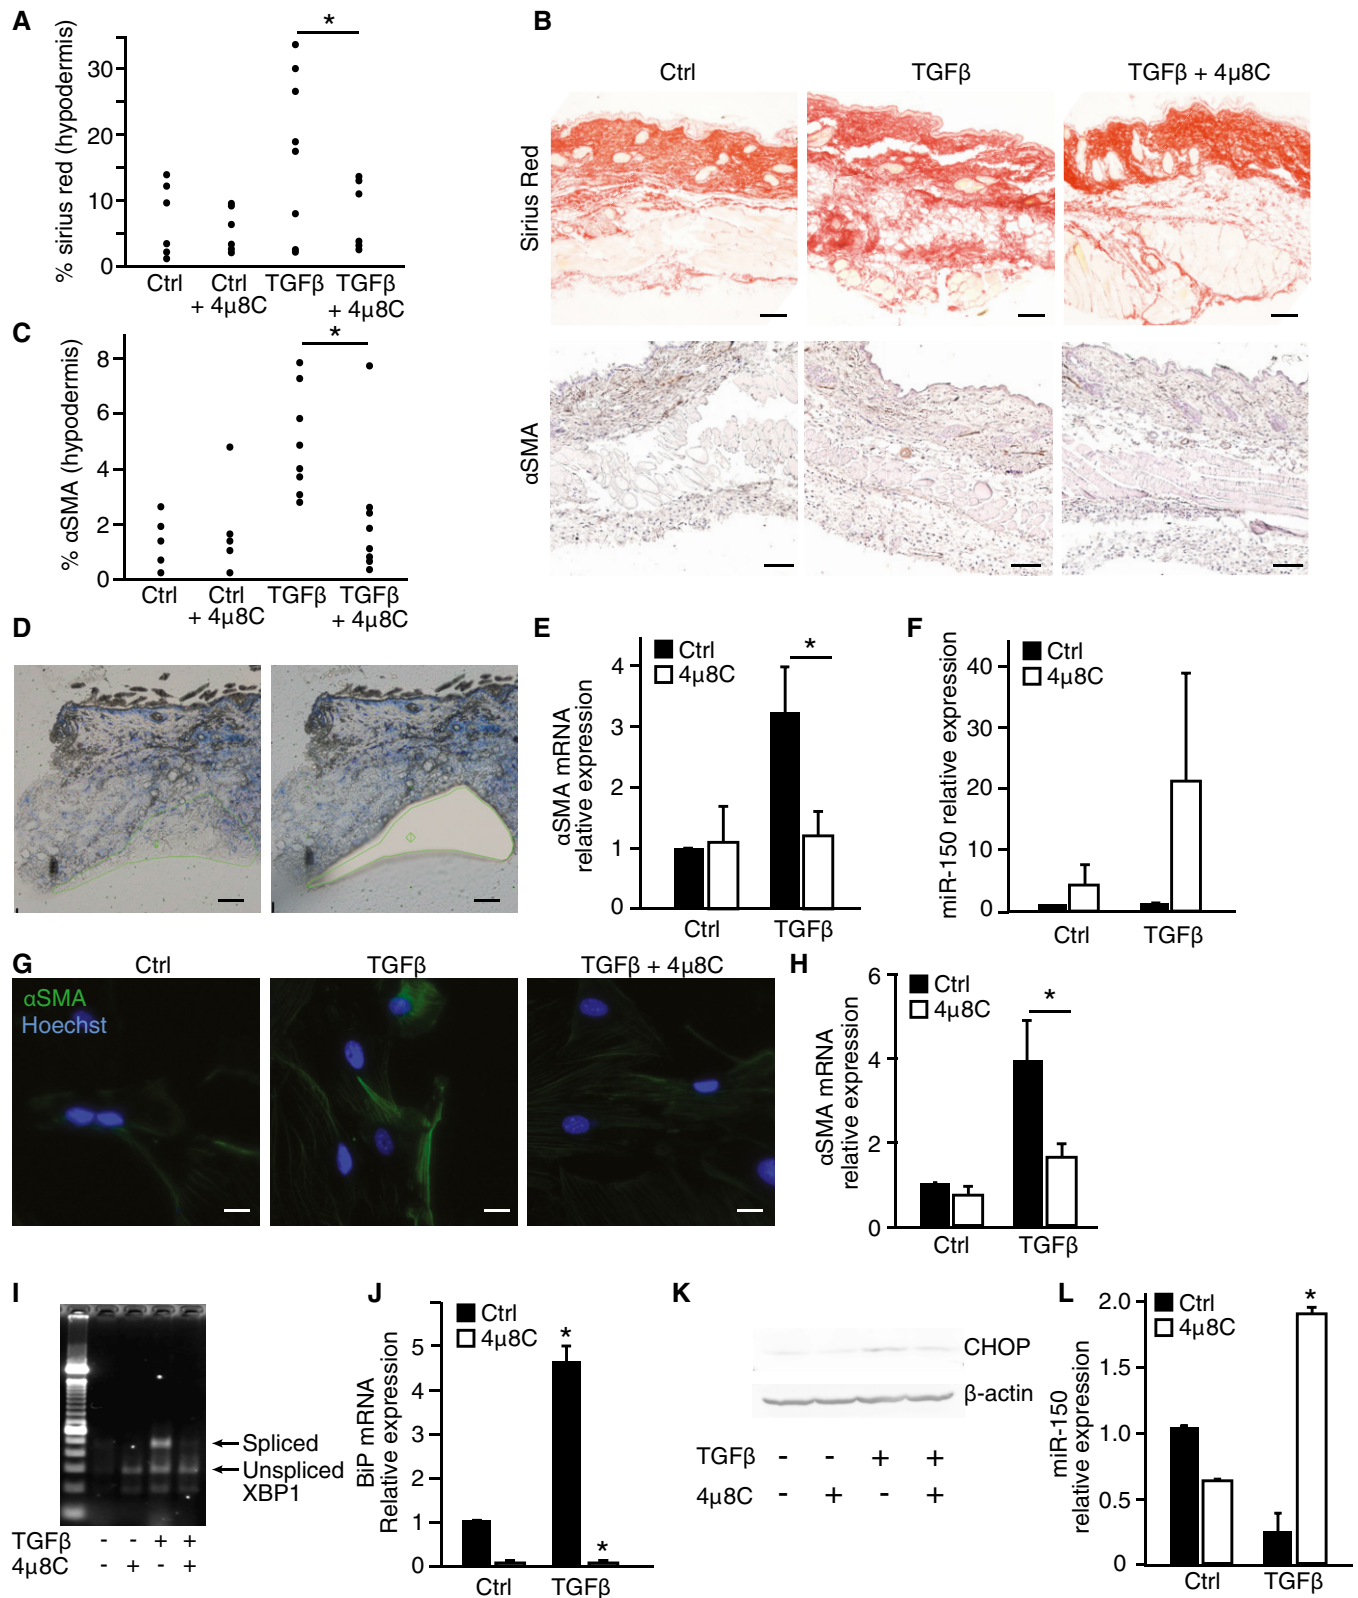 A
% sirius red (hypodermis)
30
20
10
0
*
Ctrl
Ctrl
+ 4µ8C
TGFβ
TGFβ
+ 4µ8C
B
Ctrl
TGFβ
TGFβ + 4µ8C
Sirius Red
αSMA
C
% αSMA (hypodermis)
8
6
4
2
0
*
Ctrl
Ctrl
+ 4µ8C
TGFβ
TGFβ
+ 4µ8C
D
E
αSMA mRNA
relative expression
4
3
2
1
0
Ctrl
4µ8C
*
Ctrl
TGFβ
F
miR-150 relative expression
40
30
20
10
0
Ctrl
4µ8C
Ctrl
TGFβ
G
Ctrl
TGFβ
TGFβ + 4µ8C
αSMA
Hoechst
H
αSMA mRNA
relative expression
6
4
2
0
Ctrl
4µ8C
*
Ctrl
TGFβ
I
Spliced
Unspliced
XBP1
TGFβ - - + +
4µ8C - + - +
J
BiP mRNA
Relative expression
5
4
3
2
1
0
Ctrl
4µ8C
*
*
Ctrl
TGFβ
K
CHOP
β-actin
TGFβ - - + +
4µ8C - + - +
L
miR-150
relative expression
2.0
1.5
1.0
0.5
0
Ctrl
4µ8C
*
Ctrl
TGFβ